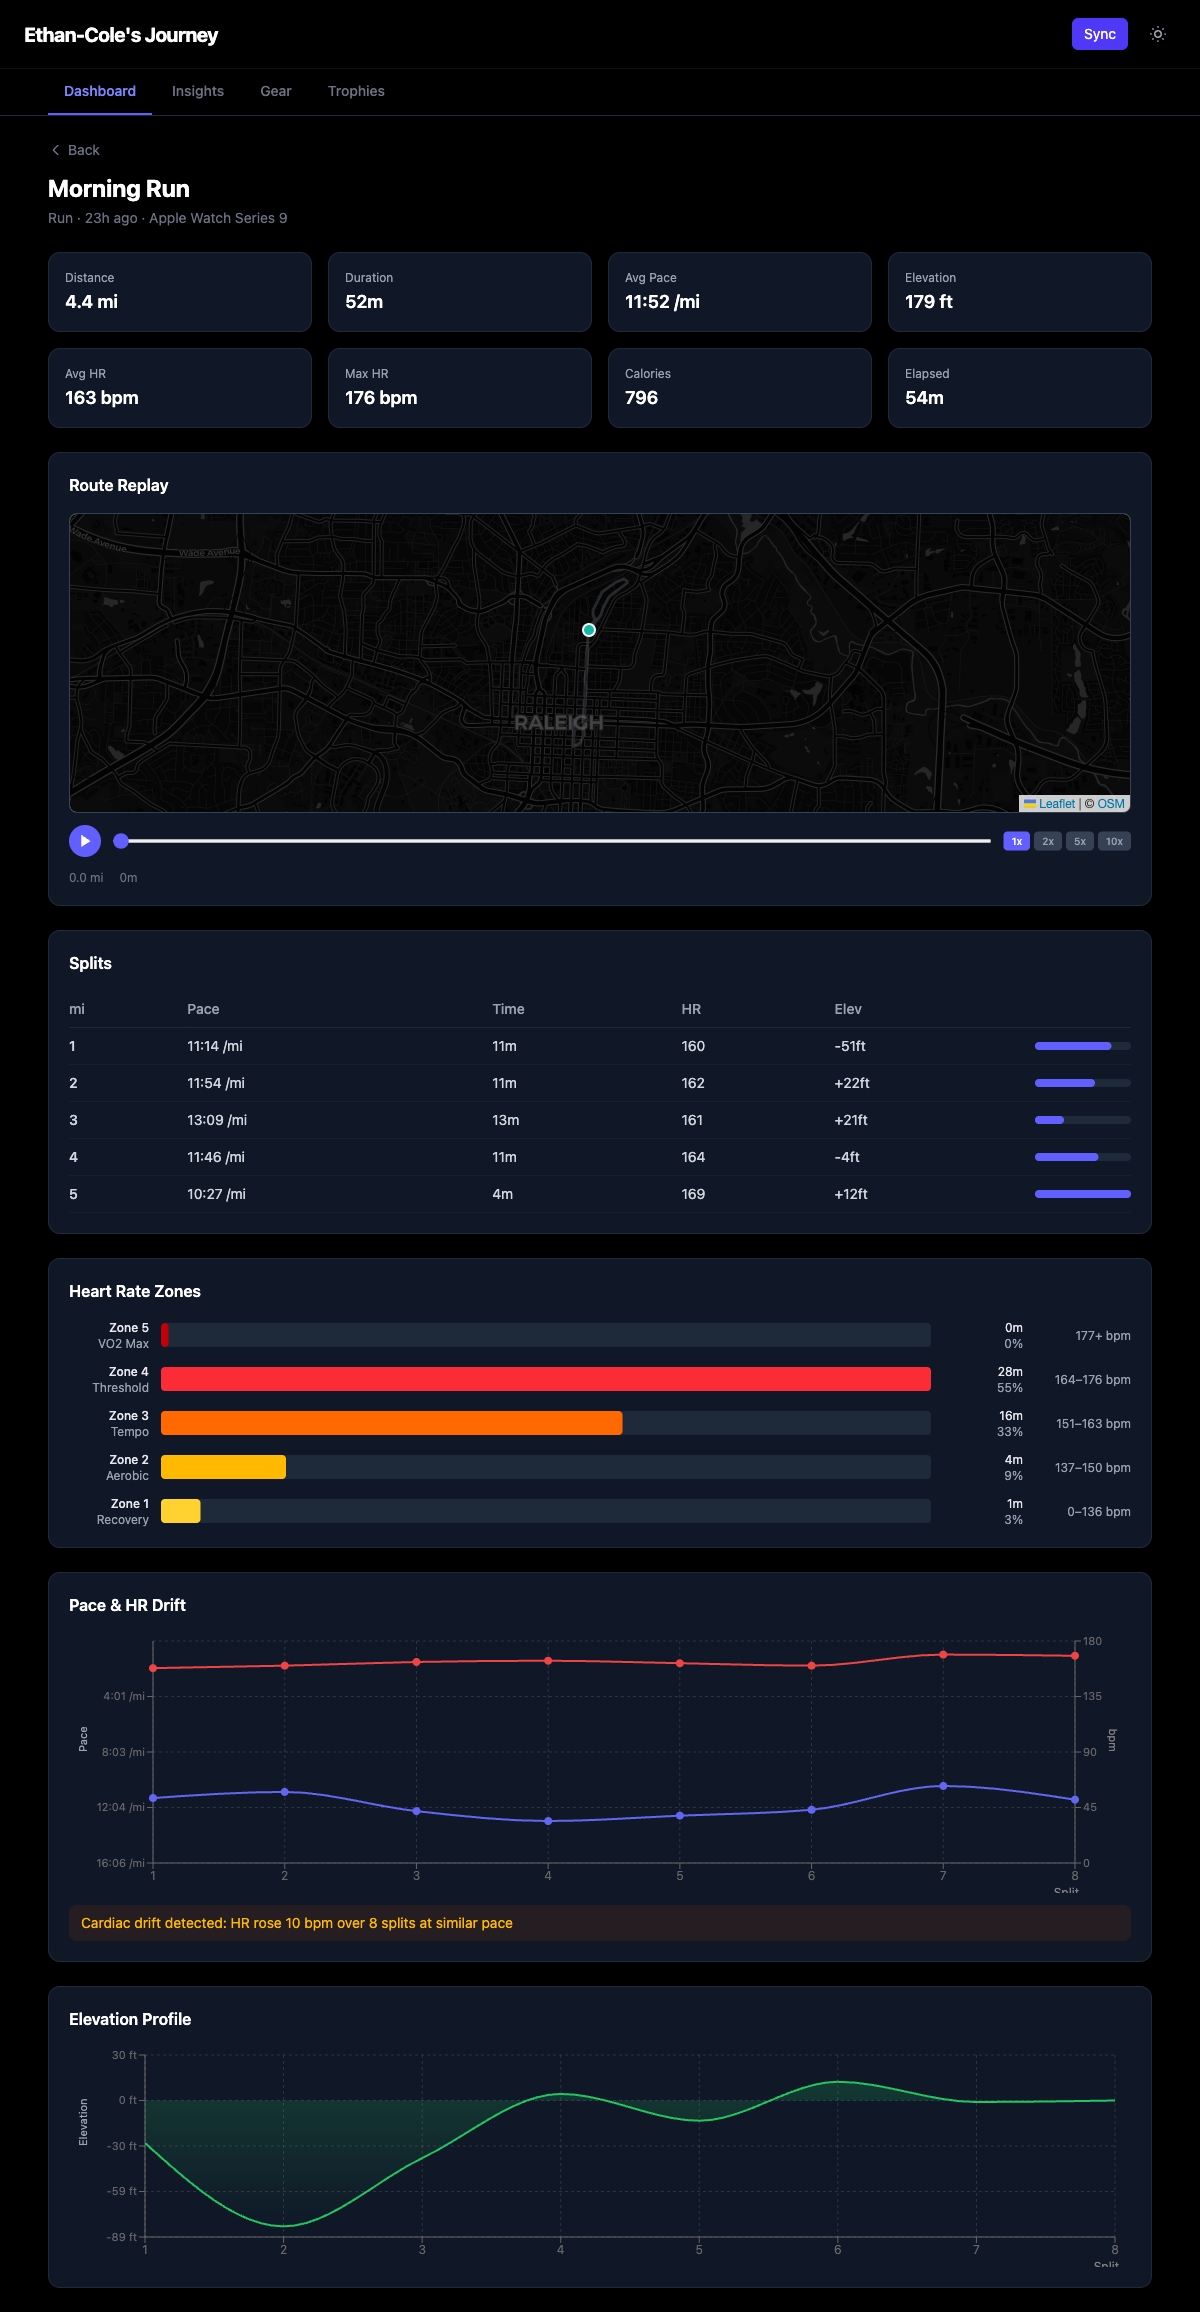 Ethan-Cole's Journey
Sync
Dashboard Insights Gear Trophies
Back
Morning Run
Run · 23h ago · Apple Watch Series 9
Distance
4.4 mi
Duration
52m
Avg Pace
11:52 /mi
Elevation
179 ft
Avg HR
163 bpm
Max HR
176 bpm
Calories
796
Elapsed
54m
Route Replay
Wade Avenue
Wade Avenue
RALEIGH
Leaflet | © OSM
1x 2x 5x 10x
0.0 mi 0m
Splits
mi Pace Time HR Elev
1 11:14 /mi 11m 160 -51ft
2 11:54 /mi 11m 162 +22ft
3 13:09 /mi 13m 161 +21ft
4 11:46 /mi 11m 164 -4ft
5 10:27 /mi 4m 169 +12ft
Heart Rate Zones
Zone 5 0m
VO2 Max 0% 177+ bpm
Zone 4 28m
Threshold 55% 164–176 bpm
Zone 3 16m
Tempo 33% 151–163 bpm
Zone 2 4m
Aerobic 9% 137–150 bpm
Zone 1 1m
Recovery 3% 0–136 bpm
Pace & HR Drift
180
4:01 /mi 135
Pace
bpm
8:03 /mi 90
12:04 /mi 45
16:06 /mi 0
1 2 3 4 5 6 7 8
Split
Cardiac drift detected: HR rose 10 bpm over 8 splits at similar pace
Elevation Profile
30 ft
0 ft
Elevation
-30 ft
-59 ft
-89 ft
1 2 3 4 5 6 7 8
Split